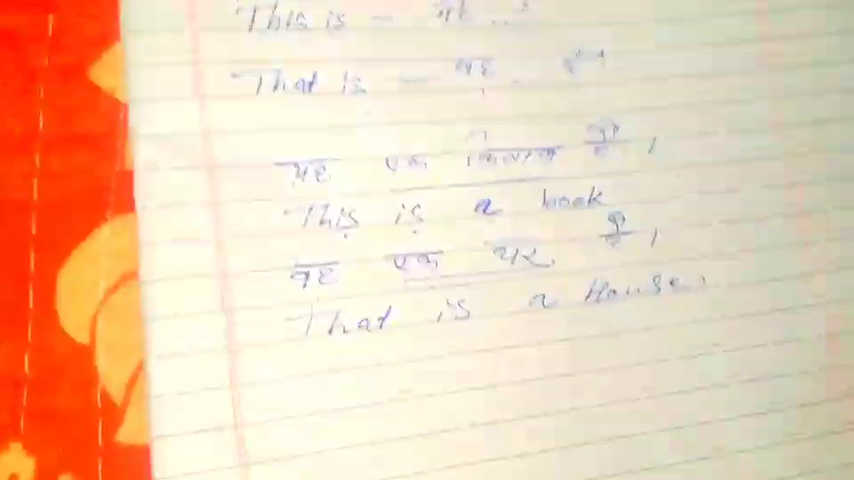 This is - यह ...
That is - वह ... है
यह एक किताब है ।
This is a book
वह एक घर है ।
That is a House.